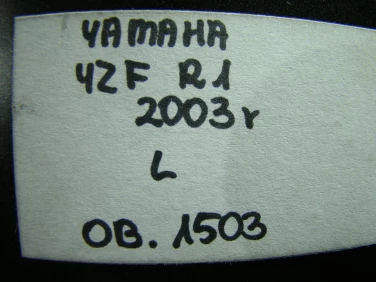 YAMAHA
YZF R1
2003r
L
OB. 1503